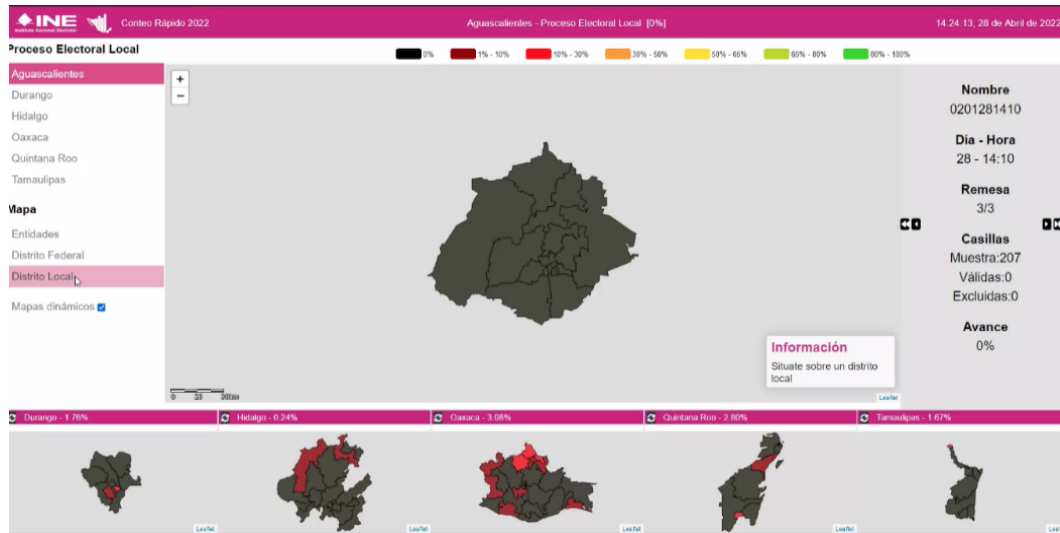 INE
Instituto Nacional Electoral
Conteo Rápido 2022
Aguascalientes - Proceso Electoral Local [0%]
14:24:13, 28 de Abril de 2022
Proceso Electoral Local
0%
1% - 10%
10% - 30%
30% - 50%
50% - 65%
65% - 80%
80% - 100%
Aguascalientes
Durango
Hidalgo
Oaxaca
Quintana Roo
Tamaulipas
Mapa
Entidades
Distrito Federal
Distrito Local
Mapas dinámicos
+
−
Nombre
0201281410
Dia - Hora
28 - 14:10
Remesa
3/3
Casillas
Muestra:207
Válidas:0
Excluidas:0
Avance
0%
Información
Situate sobre un distrito
local
Leaflet
Durango - 1.76%
Hidalgo - 0.24%
Oaxaca - 3.08%
Quintana Roo - 2.80%
Tamaulipas - 1.67%
Leaflet
Leaflet
Leaflet
Leaflet